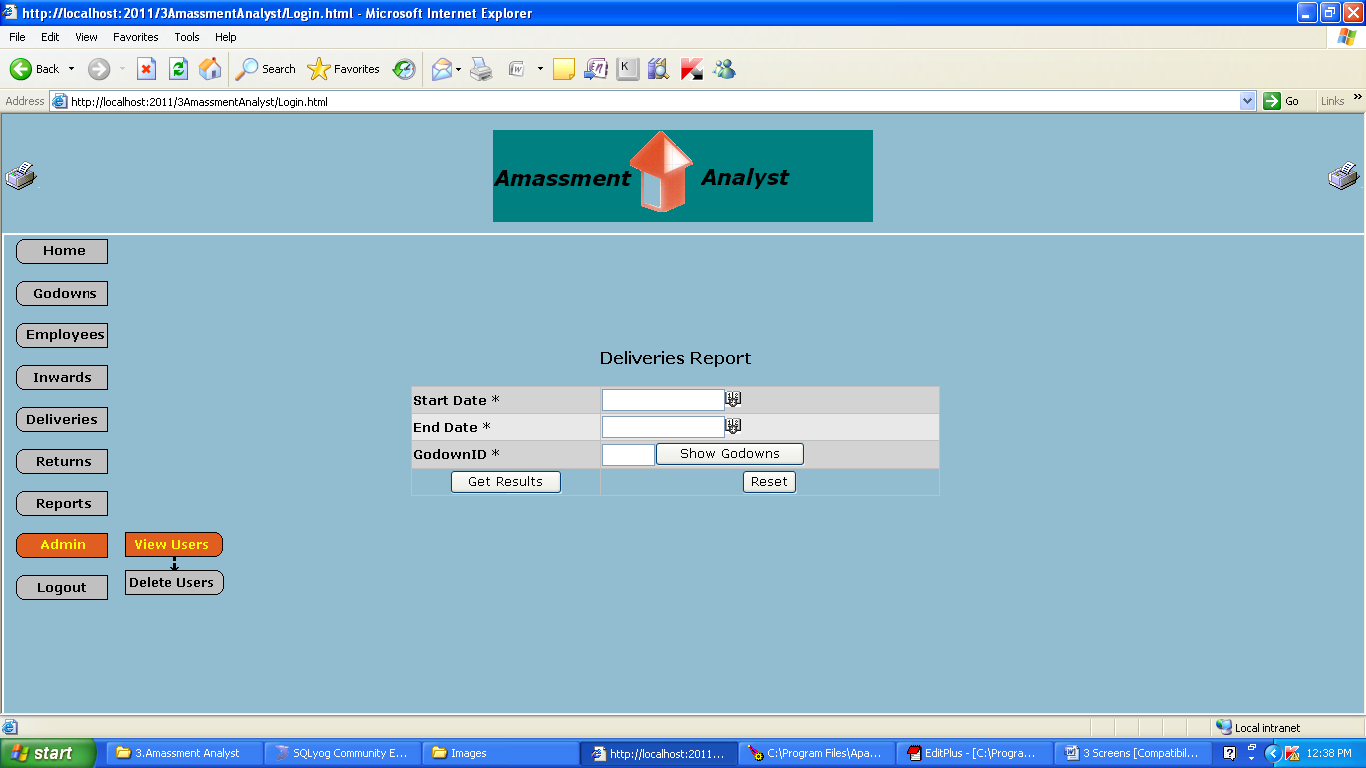 http://localhost:2011/3AmassmentAnalyst/Login.html - Microsoft Internet Explorer
File Edit View Favorites Tools Help
Back Search Favorites
Address http://localhost:2011/3AmassmentAnalyst/Login.html Go Links »
Amassment Analyst
Home
Godowns
Employees
Inwards
Deliveries
Returns
Reports
Admin
Logout
View Users
Delete Users
Deliveries Report
Start Date *
End Date *
GodownID * Show Godowns
Get Results Reset
Local intranet
start 3.Amassment Analyst SQLyog Community E... Images http://localhost:2011... C:\Program Files\Apa... EditPlus - [C:\Progra... 3 Screens [Compatibil... 12:38 PM